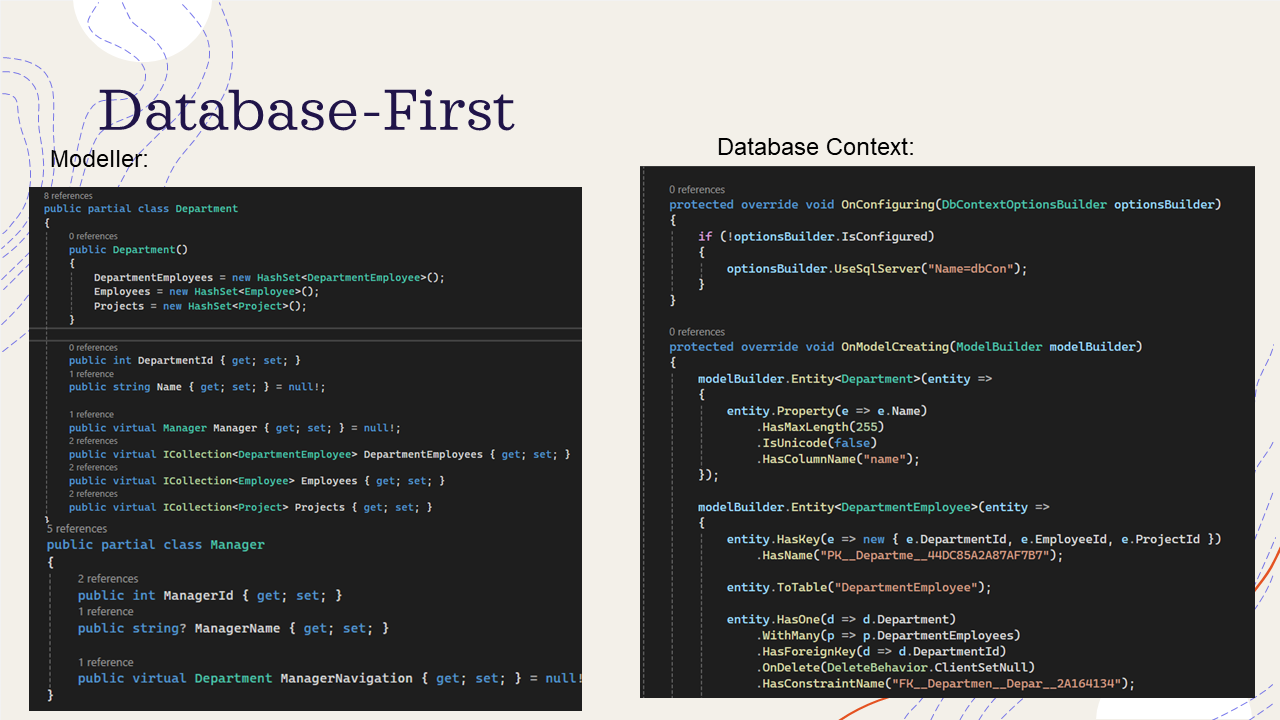 Database-First
Modeller:
8 references
public partial class Department
{
0 references
public Department()
{
DepartmentEmployees = new HashSet<DepartmentEmployee>();
Employees = new HashSet<Employee>();
Projects = new HashSet<Project>();
}
0 references
public int DepartmentId { get; set; }
1 reference
public string Name { get; set; } = null!;
1 reference
public virtual Manager Manager { get; set; } = null!;
2 references
public virtual ICollection<DepartmentEmployee> DepartmentEmployees { get; set; }
2 references
public virtual ICollection<Employee> Employees { get; set; }
2 references
public virtual ICollection<Project> Projects { get; set; }
}
5 references
public partial class Manager
{
2 references
public int ManagerId { get; set; }
1 reference
public string? ManagerName { get; set; }
1 reference
public virtual Department ManagerNavigation { get; set; } = null!
}
Database Context:
0 references
protected override void OnConfiguring(DbContextOptionsBuilder optionsBuilder)
{
if (!optionsBuilder.IsConfigured)
{
optionsBuilder.UseSqlServer("Name=dbCon");
}
}
0 references
protected override void OnModelCreating(ModelBuilder modelBuilder)
{
modelBuilder.Entity<Department>(entity =>
{
entity.Property(e => e.Name)
.HasMaxLength(255)
.IsUnicode(false)
.HasColumnName("name");
});
modelBuilder.Entity<DepartmentEmployee>(entity =>
{
entity.HasKey(e => new { e.DepartmentId, e.EmployeeId, e.ProjectId })
.HasName("PK__Departme__44DC85A2A87AF7B7");
entity.ToTable("DepartmentEmployee");
entity.HasOne(d => d.Department)
.WithMany(p => p.DepartmentEmployees)
.HasForeignKey(d => d.DepartmentId)
.OnDelete(DeleteBehavior.ClientSetNull)
.HasConstraintName("FK__Departmen__Depar__2A164134");